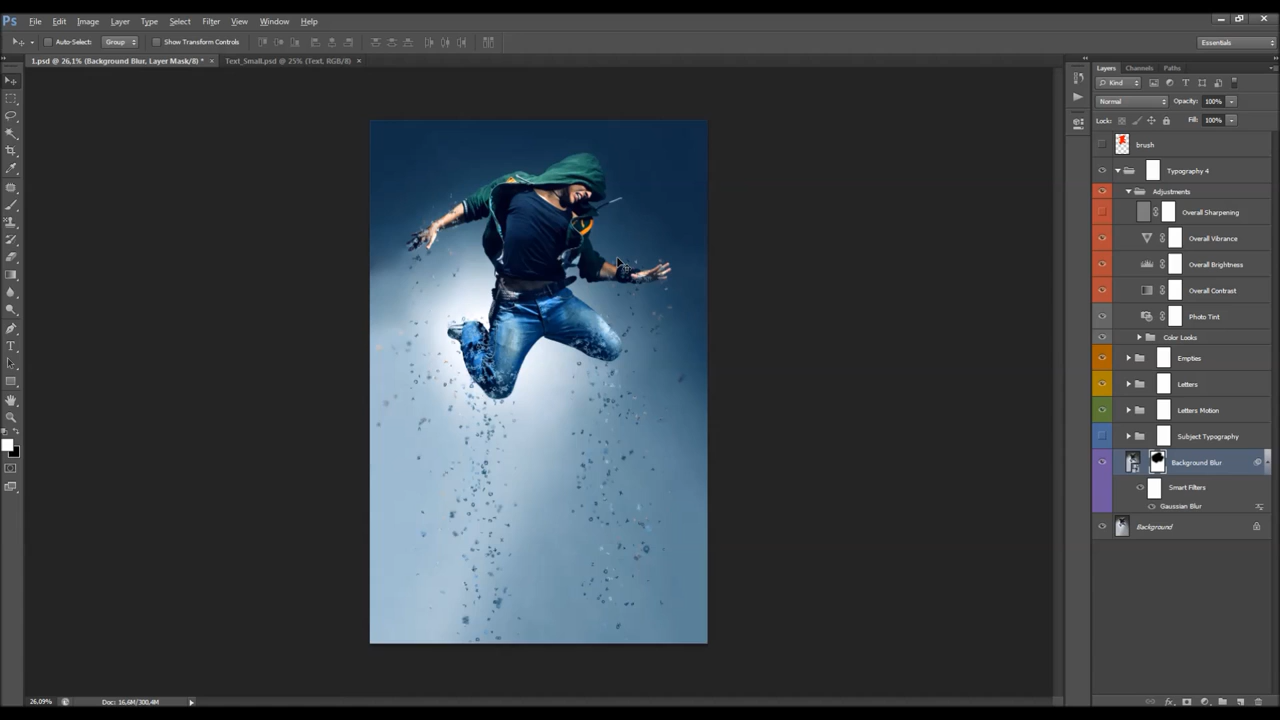 Ps File Edit Image Layer Type Select Filter View Window Help
Auto-Select: Group Show Transform Controls Essentials
1.psd @ 26,1% (Background Blur, Layer Mask/8) * × Text_Small.psd @ 25% (Text, RGB/8) ×
Layers Channels Paths
Kind
Normal Opacity: 100%
Lock: Fill: 100%
brush
Typography 4
Adjustments
Overall Sharpening
Overall Vibrance
Overall Brightness
Overall Contrast
Photo Tint
Color Looks
Empties
Letters
Letters Motion
Subject Typography
Background Blur
Smart Filters
Gaussian Blur
Background
26,09% Doc: 16,6M/300,4M